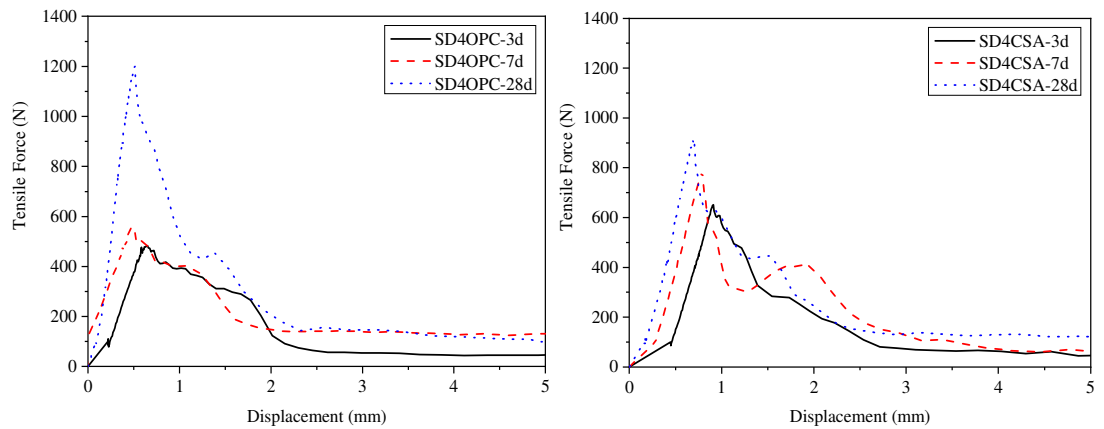 1400
1200
1000
800
600
400
200
0
Tensile Force (N)
SD4OPC-3d
SD4OPC-7d
SD4OPC-28d
0 1 2 3 4 5
Displacement (mm)
1400
1200
1000
800
600
400
200
0
Tensile Force (N)
SD4CSA-3d
SD4CSA-7d
SD4CSA-28d
0 1 2 3 4 5
Displacement (mm)